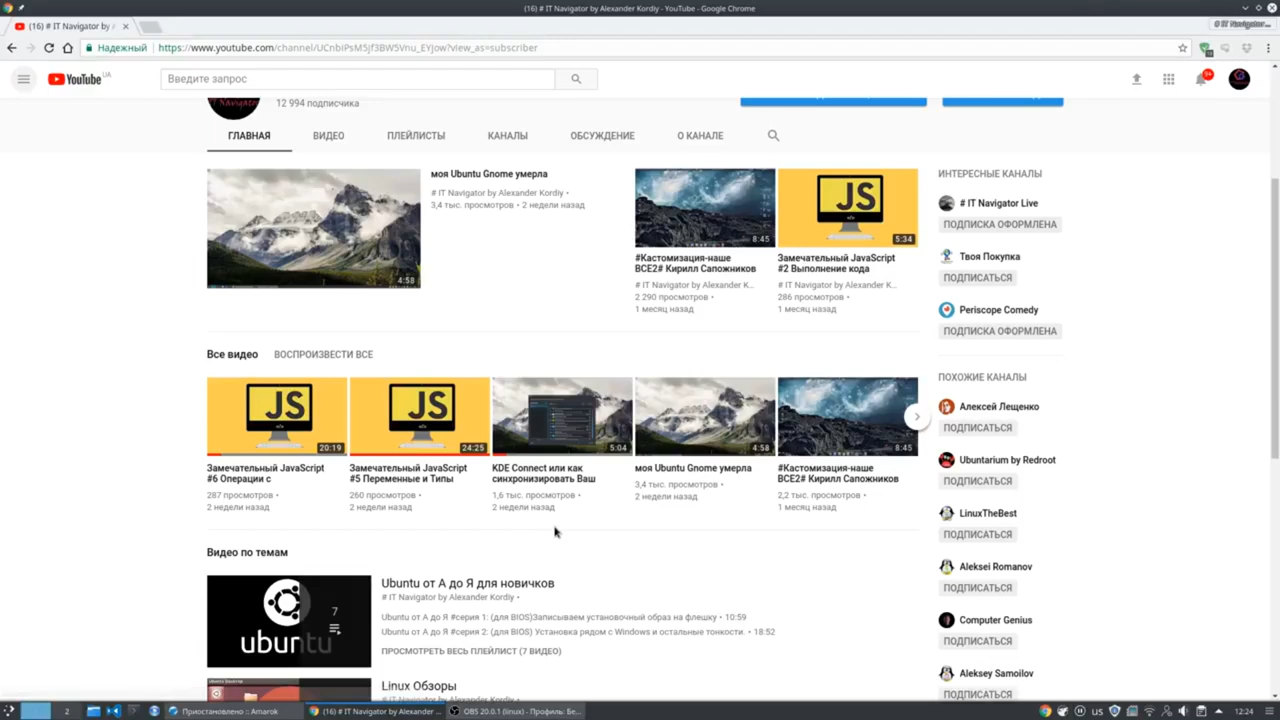 (16) # IT Navigator by Alexander Kordiy - YouTube - Google Chrome
(16) # IT Navigator by A
# IT Navigator...
Надежный
https://www.youtube.com/channel/UCnbIPsM5jf3BW5Vnu_EYjow?view_as=subscriber
YouTube UA
Введите запрос
9+
12 994 подписчика
ГЛАВНАЯ ВИДЕО ПЛЕЙЛИСТЫ КАНАЛЫ ОБСУЖДЕНИЕ О КАНАЛЕ
4:58
моя Ubuntu Gnome умерла
# IT Navigator by Alexander Kordiy •
3,4 тыс. просмотров • 2 недели назад
8:45
#Кастомизация-наше
ВСЕ2# Кирилл Сапожников
# IT Navigator by Alexander K...
2 290 просмотров •
1 месяц назад
JS
5:34
Замечательный JavaScript
#2 Выполнение кода
# IT Navigator by Alexander K...
286 просмотров •
1 месяц назад
Все видео ВОСПРОИЗВЕСТИ ВСЕ
JS
20:19
Замечательный JavaScript
#6 Операции с
287 просмотров •
2 недели назад
JS
24:25
Замечательный JavaScript
#5 Переменные и Типы
260 просмотров •
2 недели назад
5:04
KDE Connect или как
синхронизировать Ваш
1,6 тыс. просмотров •
2 недели назад
4:58
моя Ubuntu Gnome умерла
3,4 тыс. просмотров •
2 недели назад
8:45
#Кастомизация-наше
ВСЕ2# Кирилл Сапожников
2,2 тыс. просмотров •
1 месяц назад
Видео по темам
ubuntu
7
Ubuntu от А до Я для новичков
# IT Navigator by Alexander Kordiy •
Ubuntu от А до Я #серия 1: (для BIOS)Записываем установочный образ на флешку • 10:59
Ubuntu от А до Я #серия 2: (для BIOS) Установка рядом с Windows и остальные тонкости. • 18:52
ПРОСМОТРЕТЬ ВЕСЬ ПЛЕЙЛИСТ (7 ВИДЕО)
Linux Обзоры
# IT Navigator by Alexander Kordiy •
ИНТЕРЕСНЫЕ КАНАЛЫ
# IT Navigator Live
ПОДПИСКА ОФОРМЛЕНА
Твоя Покупка
ПОДПИСАТЬСЯ
Periscope Comedy
ПОДПИСКА ОФОРМЛЕНА
ПОХОЖИЕ КАНАЛЫ
Алексей Лещенко
ПОДПИСАТЬСЯ
Ubuntarium by Redroot
ПОДПИСАТЬСЯ
LinuxTheBest
ПОДПИСАТЬСЯ
Aleksei Romanov
ПОДПИСАТЬСЯ
Computer Genius
ПОДПИСАТЬСЯ
Aleksey Samoilov
ПОДПИСАТЬСЯ
2
Приостановлено :: Amarok
(16) # IT Navigator by Alexander ...
OBS 20.0.1 (linux) - Профиль: Бе...
US
12:24